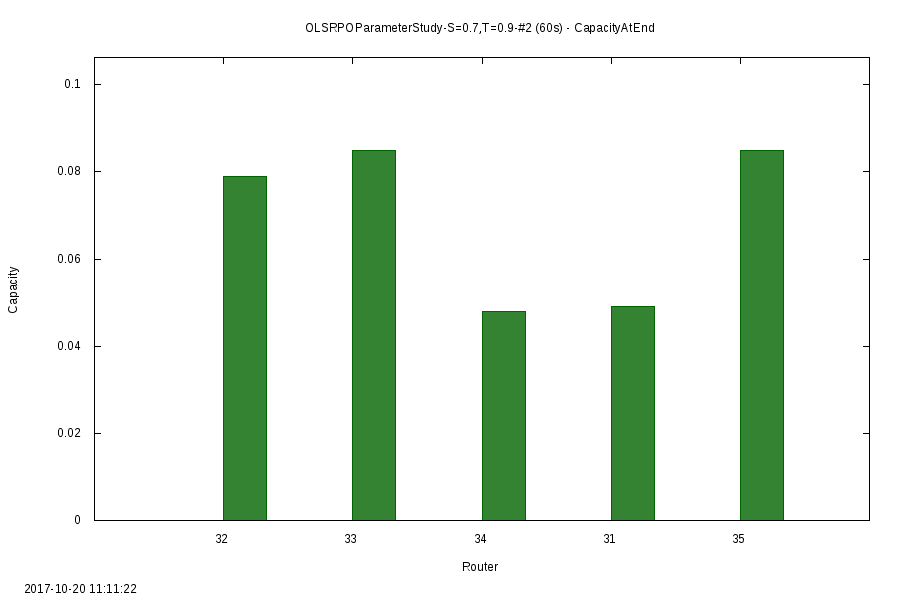 OLSRPOParameterStudy-S=0.7,T=0.9-#2 (60s) - CapacityAtEnd
0.1
0.08
0.06
0.04
0.02
0
Capacity
32 33 34 31 35
Router
2017-10-20 11:11:22